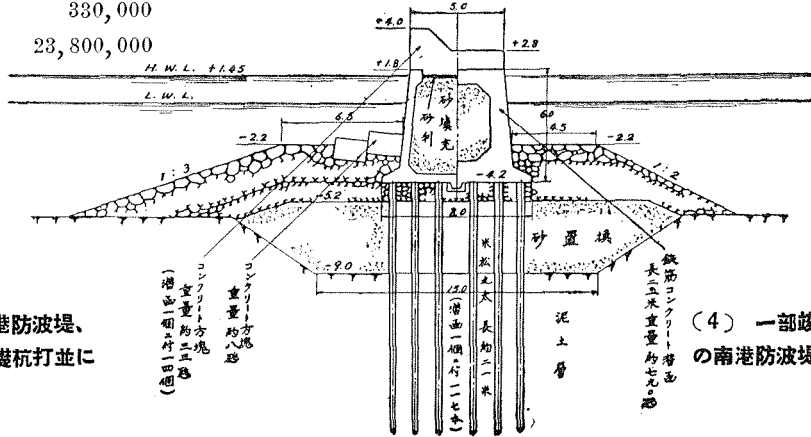 330,000
23,800,000
5.0
+4.0
+2.8
+1.8
H.W.L. +1.45
L.W.L.
砂利
砂填充
6.0
6.5
4.5
-2.2
-2.2
1:3
1:2
-4.2
-5.2
8.0
砂置換
-9.0
15.0
鉄筋コンクリート潜函
長二五米重量約七九〇瓲
泥土層
米松丸太 長約二一米
(潜函一個ニ付一一七本)
コンクリート方塊
重量約八瓲
コンクリート方塊
重量約三三瓲
(潜函一個ニ付一四個)
港防波堤、
礎杭打並に
(4) 一部竣
の南港防波堤